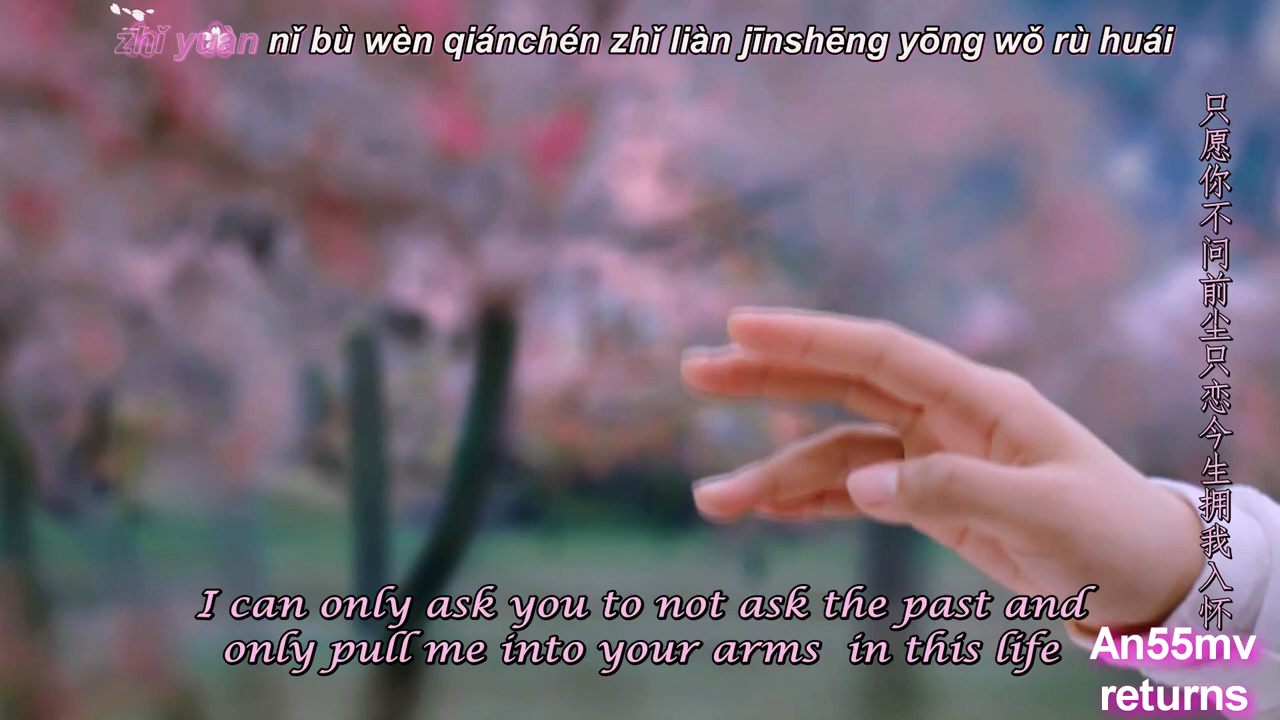 zhǐ yuàn nǐ bù wèn qiánchén zhǐ liàn jīnshēng yōng wǒ rù huái
只愿你不问前尘只恋今生拥我入怀
I can only ask you to not ask the past and
only pull me into your arms in this life
An55mv
returns